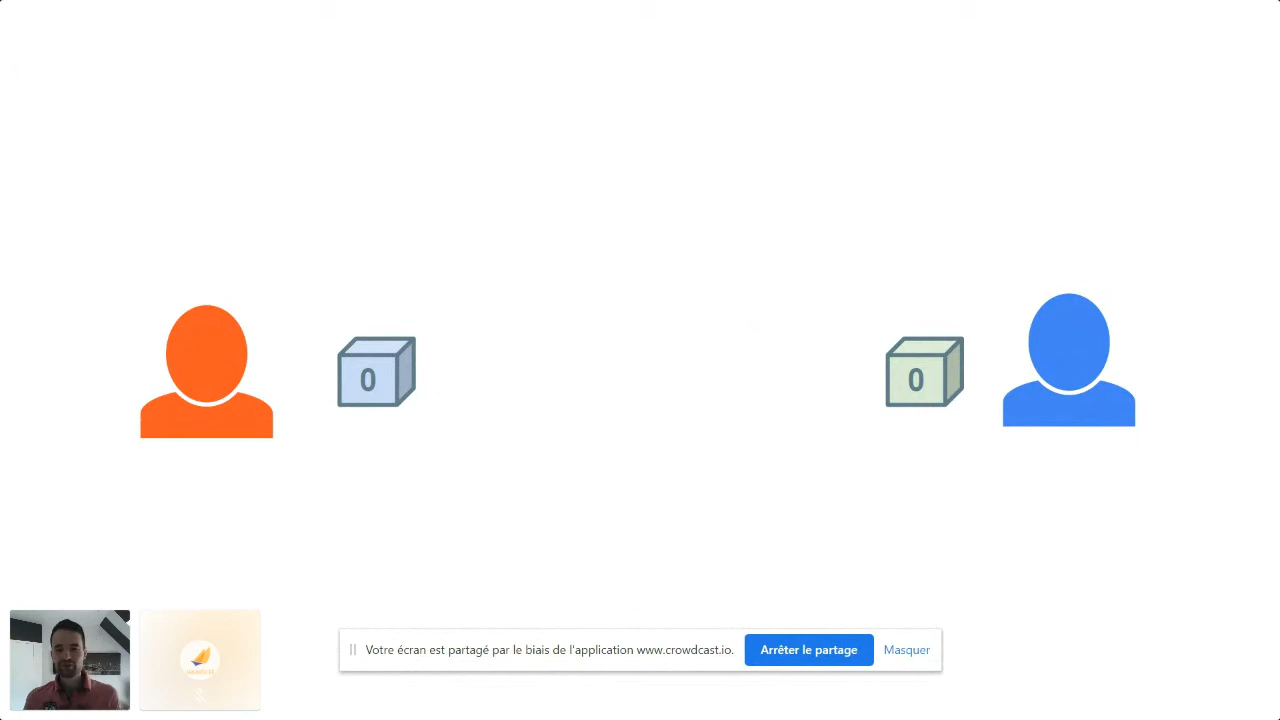 0
0
Votre écran est partagé par le biais de l'application www.crowdcast.io.
Arrêter le partage
Masquer